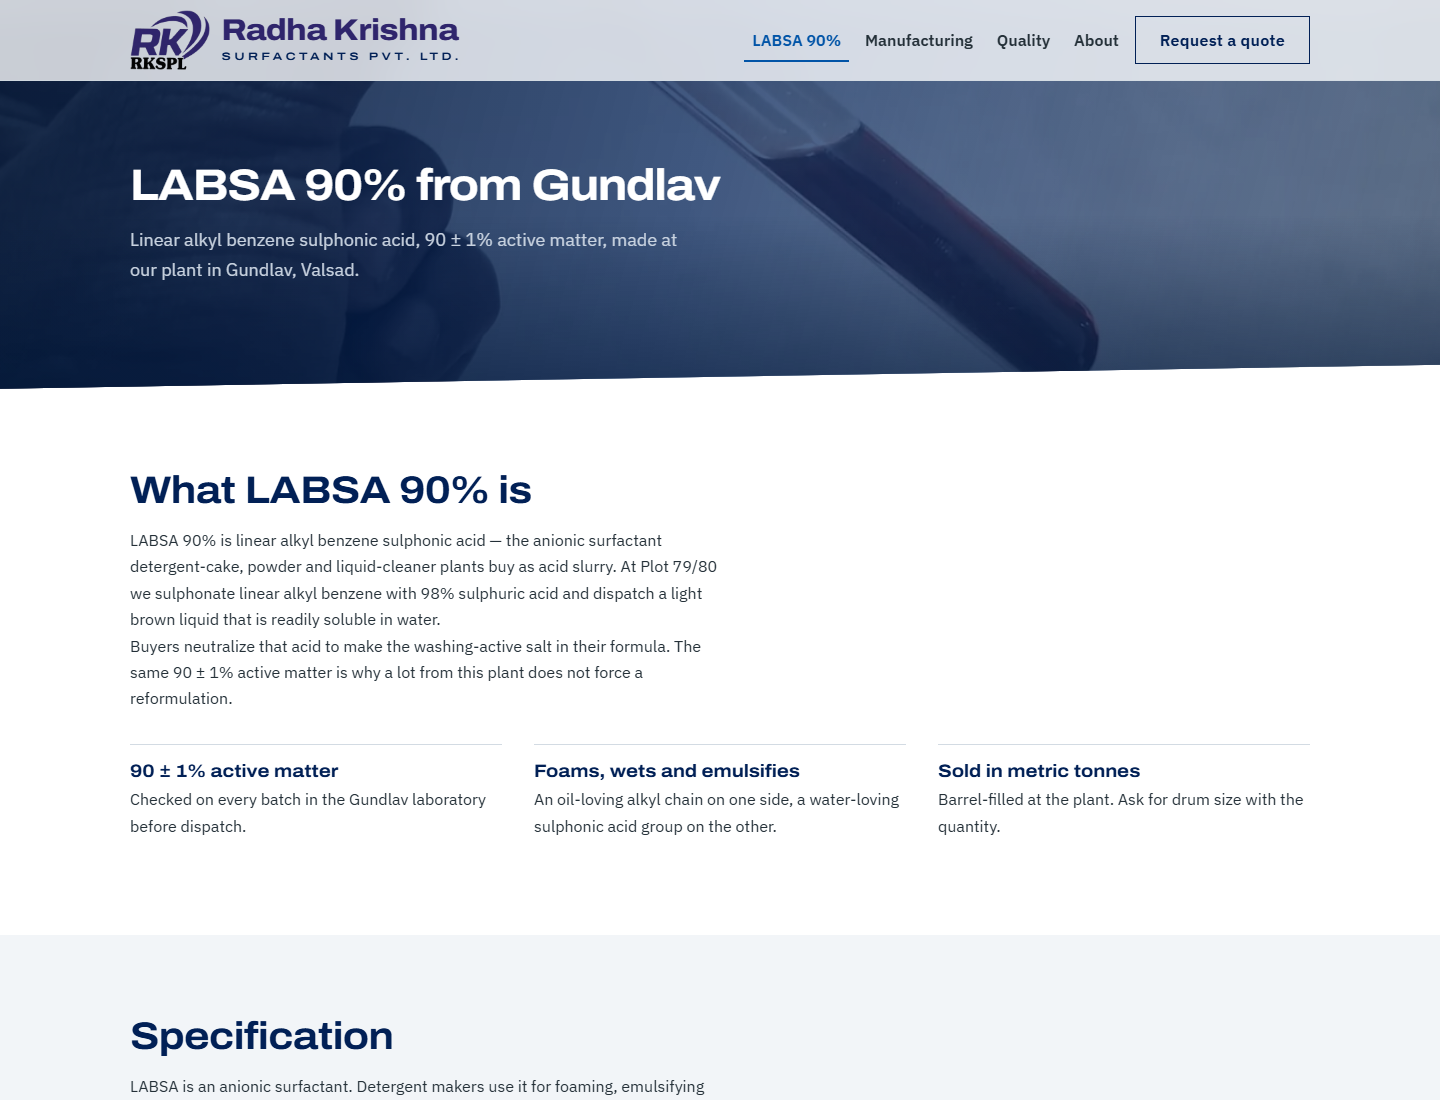 RK
RKSPL
Radha Krishna
SURFACTANTS PVT. LTD.
LABSA 90%
Manufacturing
Quality
About
Request a quote
LABSA 90% from Gundlav
Linear alkyl benzene sulphonic acid, 90 ± 1% active matter, made at
our plant in Gundlav, Valsad.
What LABSA 90% is
LABSA 90% is linear alkyl benzene sulphonic acid — the anionic surfactant
detergent-cake, powder and liquid-cleaner plants buy as acid slurry. At Plot 79/80
we sulphonate linear alkyl benzene with 98% sulphuric acid and dispatch a light
brown liquid that is readily soluble in water.
Buyers neutralize that acid to make the washing-active salt in their formula. The
same 90 ± 1% active matter is why a lot from this plant does not force a
reformulation.
90 ± 1% active matter
Checked on every batch in the Gundlav laboratory
before dispatch.
Foams, wets and emulsifies
An oil-loving alkyl chain on one side, a water-loving
sulphonic acid group on the other.
Sold in metric tonnes
Barrel-filled at the plant. Ask for drum size with the
quantity.
Specification
LABSA is an anionic surfactant. Detergent makers use it for foaming, emulsifying